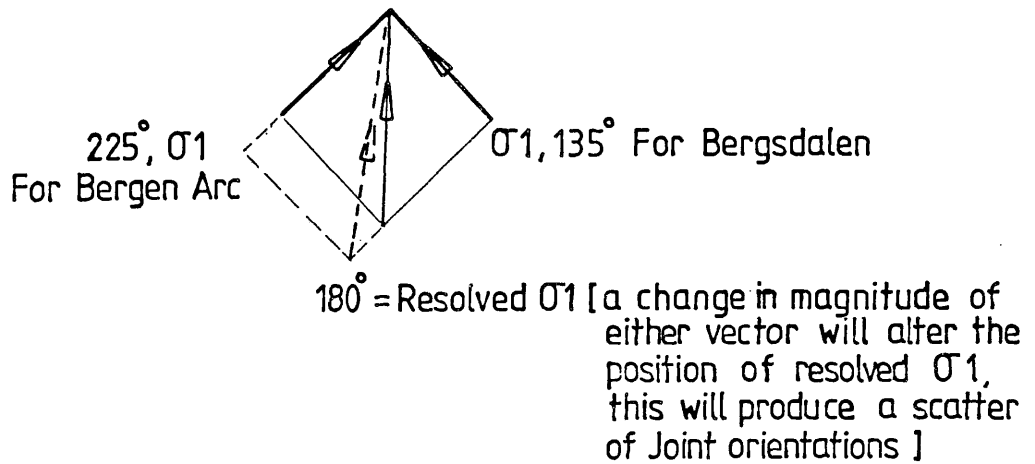 225°, σ1
For Bergen Arc
σ1, 135° For Bergsdalen
180° = Resolved σ1 [a change in magnitude of
either vector will alter the
position of resolved σ1,
this will produce a scatter
of Joint orientations ]